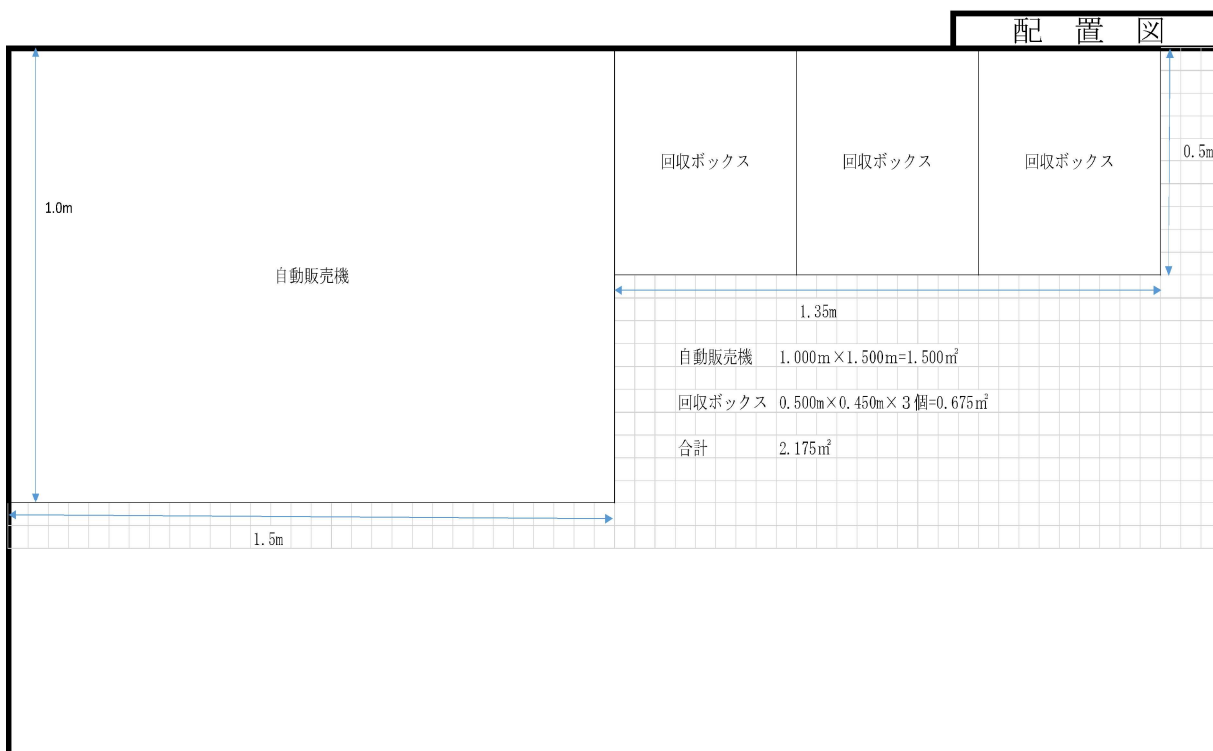 配 置 図
回収ボックス 回収ボックス 回収ボックス
0.5m
1.0m
自動販売機
1.35m
自動販売機 1.000m×1.500m=1.500㎡
回収ボックス 0.500m×0.450m×３個=0.675㎡
合計 2.175㎡
1.5m